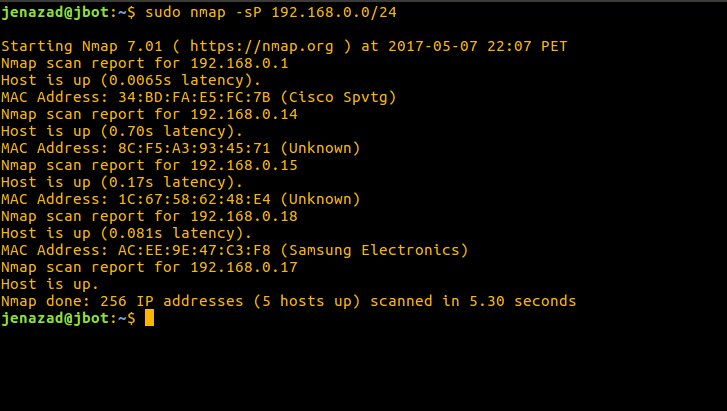 jenazad@jbot:~$ sudo nmap -sP 192.168.0.0/24
Starting Nmap 7.01 ( https://nmap.org ) at 2017-05-07 22:07 PET
Nmap scan report for 192.168.0.1
Host is up (0.0065s latency).
MAC Address: 34:BD:FA:E5:FC:7B (Cisco Spvtg)
Nmap scan report for 192.168.0.14
Host is up (0.70s latency).
MAC Address: 8C:F5:A3:93:45:71 (Unknown)
Nmap scan report for 192.168.0.15
Host is up (0.17s latency).
MAC Address: 1C:67:58:62:48:E4 (Unknown)
Nmap scan report for 192.168.0.18
Host is up (0.081s latency).
MAC Address: AC:EE:9E:47:C3:F8 (Samsung Electronics)
Nmap scan report for 192.168.0.17
Host is up.
Nmap done: 256 IP addresses (5 hosts up) scanned in 5.30 seconds
jenazad@jbot:~$